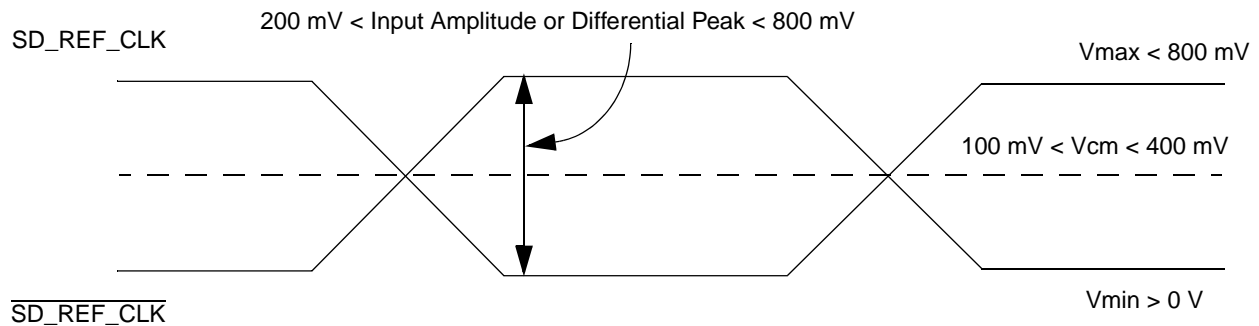 200 mV < Input Amplitude or Differential Peak < 800 mV
SD_REF_CLK
Vmax < 800 mV
100 mV < Vcm < 400 mV
Vmin > 0 V
SD_REF_CLK